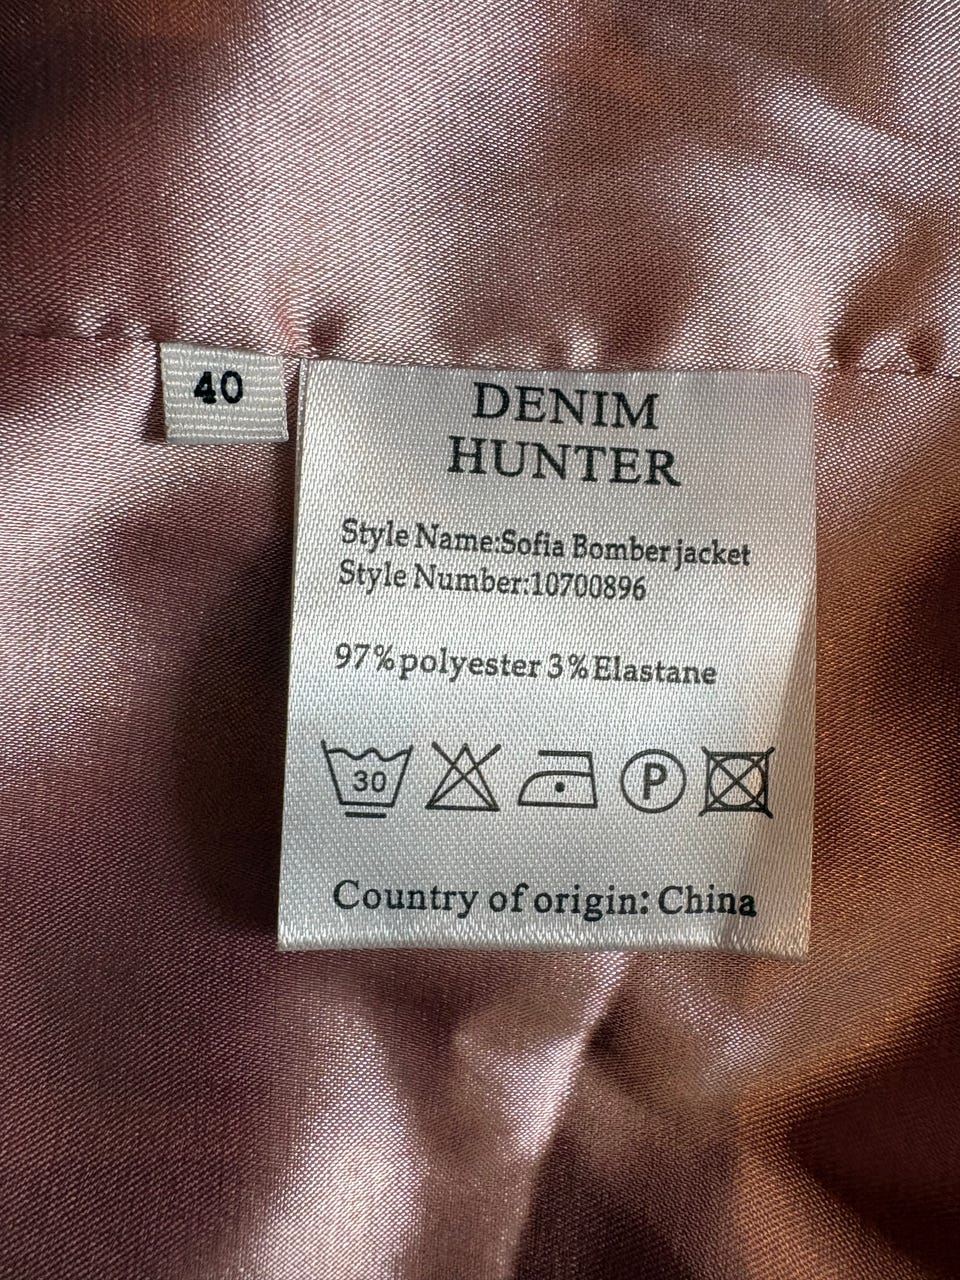 40
DENIM
HUNTER
Style Name:Sofia Bomber jacket
Style Number:10700896
97% polyester 3% Elastane
30
P
Country of origin: China